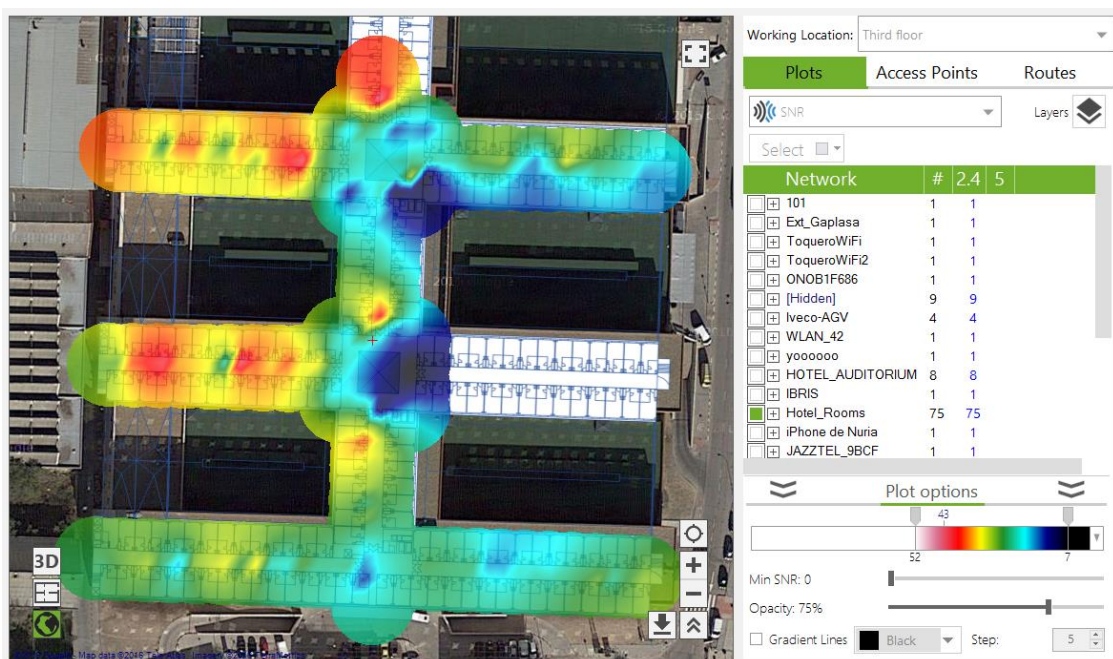 Working Location: Third floor
Plots Access Points Routes
SNR Layers
Select
Network # 2.4 5
101 1 1
Ext_Gaplasa 1 1
ToqueroWiFi 1 1
ToqueroWiFi2 1 1
ONOB1F686 1 1
[Hidden] 9 9
Iveco-AGV 4 4
WLAN_42 1 1
yoooooo 1 1
HOTEL_AUDITORIUM 8 8
IBRIS 1 1
Hotel_Rooms 75 75
iPhone de Nuria 1 1
JAZZTEL_9BCF 1 1
Plot options
43
52 7
Min SNR: 0
Opacity: 75%
Gradient Lines Black Step: 5
3D
Map data ©2016